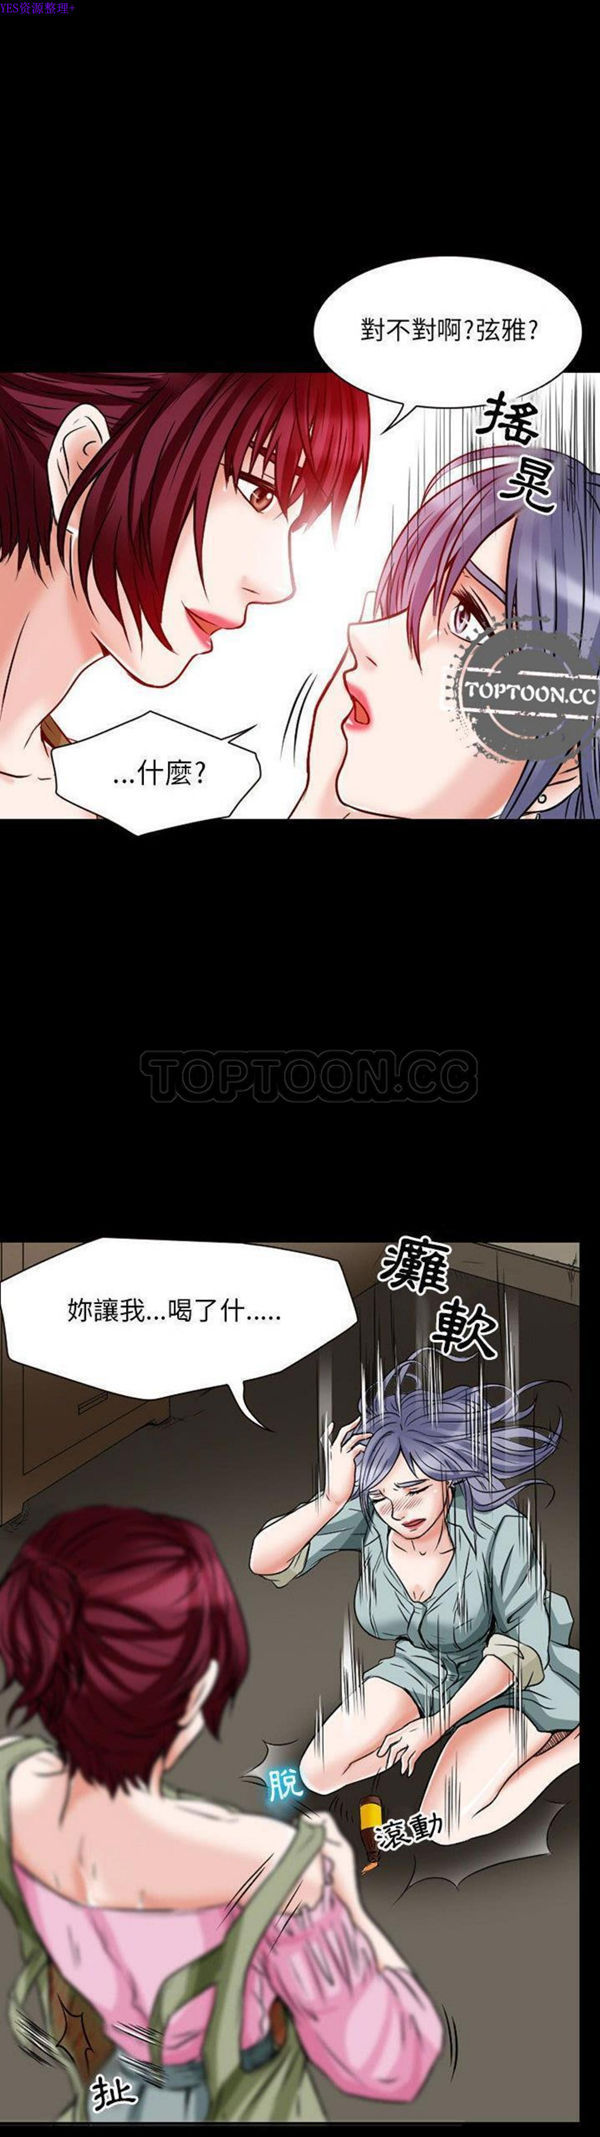 YES资源整理+
對不對啊?弦雅?
搖晃
TOPTOON.CC
...什麼?
TOPTOON.CC
癱軟
妳讓我...喝了什.....
脫
滾動
扯